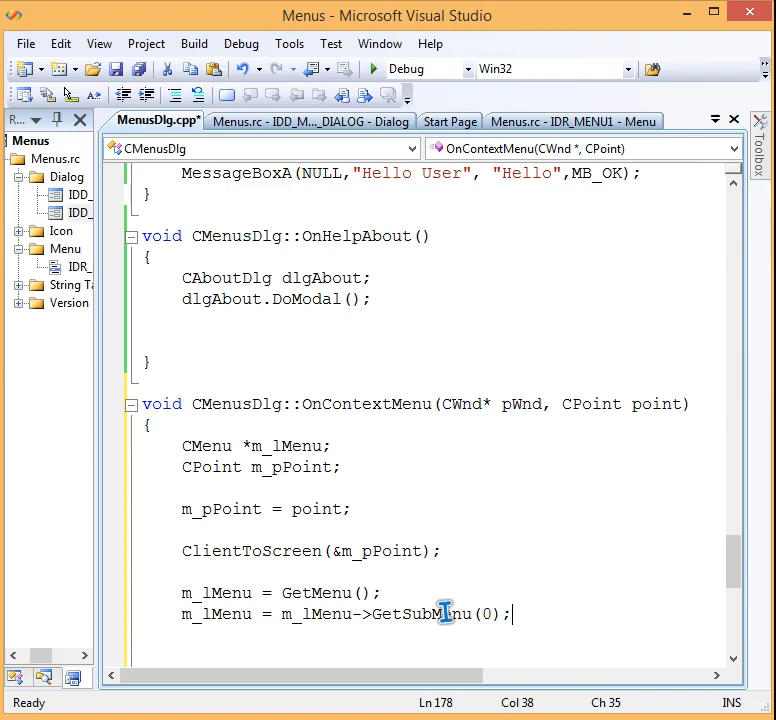 Menus - Microsoft Visual Studio
File Edit View Project Build Debug Tools Test Window Help
Debug Win32
R... MenusDlg.cpp* Menus.rc - IDD_M..._DIALOG - Dialog Start Page Menus.rc - IDR_MENU1 - Menu
Toolbox
Menus
Menus.rc
Dialog
IDD_
IDD_
Icon
Menu
IDR_
String Ta
Version
CMenusDlg OnContextMenu(CWnd *, CPoint)
MessageBoxA(NULL,"Hello User", "Hello",MB_OK);
}
void CMenusDlg::OnHelpAbout()
{
CAboutDlg dlgAbout;
dlgAbout.DoModal();
}
void CMenusDlg::OnContextMenu(CWnd* pWnd, CPoint point)
{
CMenu *m_lMenu;
CPoint m_pPoint;
m_pPoint = point;
ClientToScreen(&m_pPoint);
m_lMenu = GetMenu();
m_lMenu = m_lMenu->GetSubMenu(0);
Ready Ln 178 Col 38 Ch 35 INS